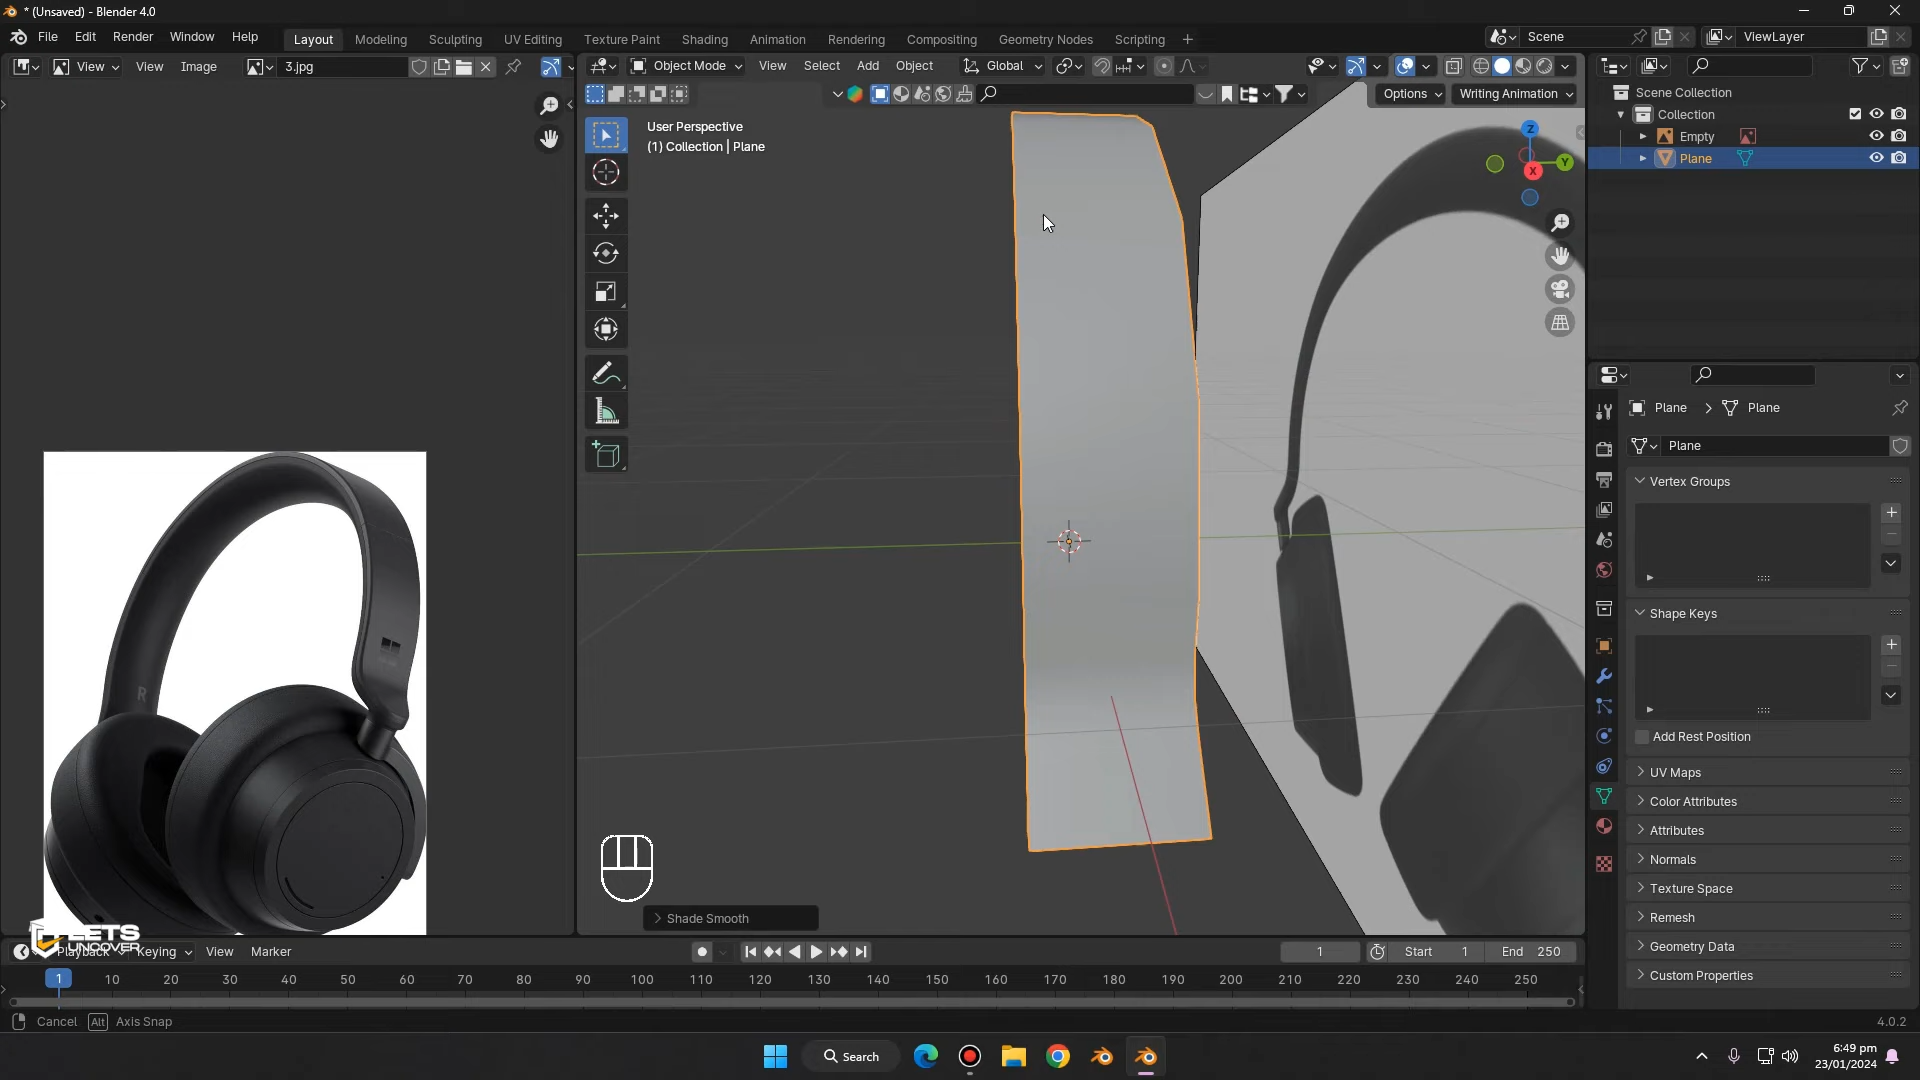 * (Unsaved) - Blender 4.0
File Edit Render Window Help
Layout Modeling Sculpting UV Editing Texture Paint Shading Animation Rendering Compositing Geometry Nodes Scripting
Scene ViewLayer
View View Image 3.jpg
Object Mode View Select Add Object Global
Options Writing Animation
User Perspective
(1) Collection | Plane
Z
Y
X
Scene Collection
Collection
Empty
Plane
Plane Plane
Plane
Vertex Groups
Shape Keys
Add Rest Position
UV Maps
Color Attributes
Attributes
Normals
Texture Space
Remesh
Geometry Data
Custom Properties
R
Shade Smooth
LETS
UNCOVER
Playback Keying View Marker
1 Start 1 End 250
1 10 20 30 40 50 60 70 80 90 100 110 120 130 140 150 160 170 180 190 200 210 220 230 240 250
Cancel Alt Axis Snap
4.0.2
Search
6:49 pm
23/01/2024